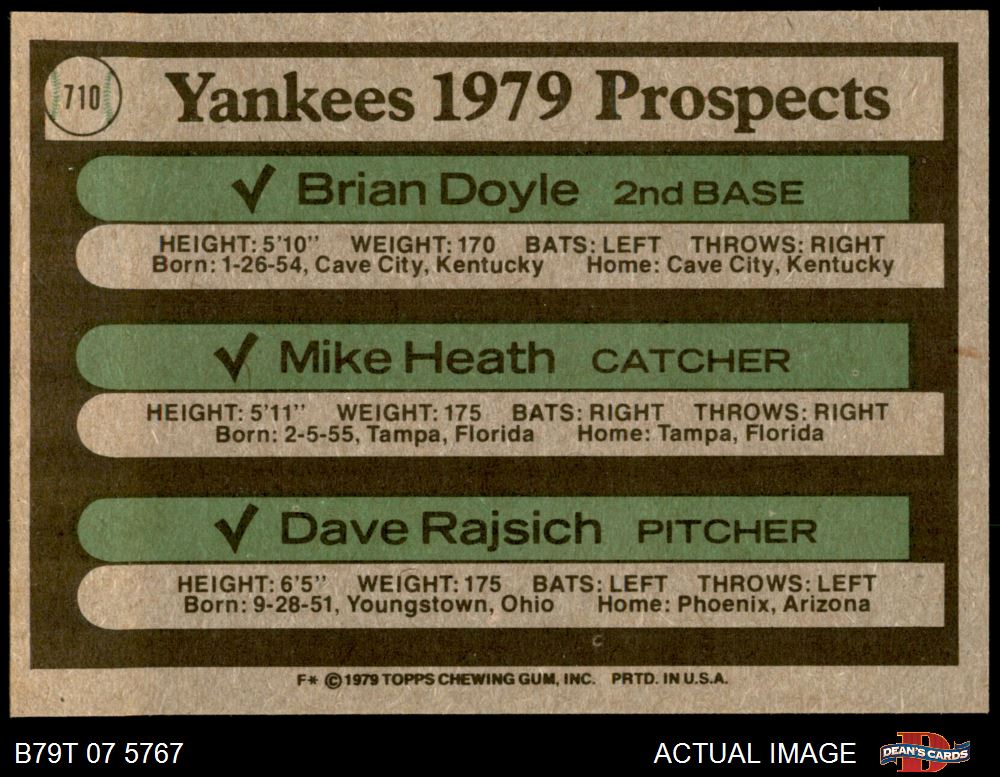 710
Yankees 1979 Prospects
✓ Brian Doyle 2nd BASE
HEIGHT: 5'10" WEIGHT: 170 BATS: LEFT THROWS: RIGHT
Born: 1-26-54, Cave City, Kentucky Home: Cave City, Kentucky
✓ Mike Heath CATCHER
HEIGHT: 5'11" WEIGHT: 175 BATS: RIGHT THROWS: RIGHT
Born: 2-5-55, Tampa, Florida Home: Tampa, Florida
✓ Dave Rajsich PITCHER
HEIGHT: 6'5" WEIGHT: 175 BATS: LEFT THROWS: LEFT
Born: 9-28-51, Youngstown, Ohio Home: Phoenix, Arizona
F* © 1979 TOPPS CHEWING GUM, INC. PRTD. IN U.S.A.
B79T 07 5767 ACTUAL IMAGE DEAN'S CARDS